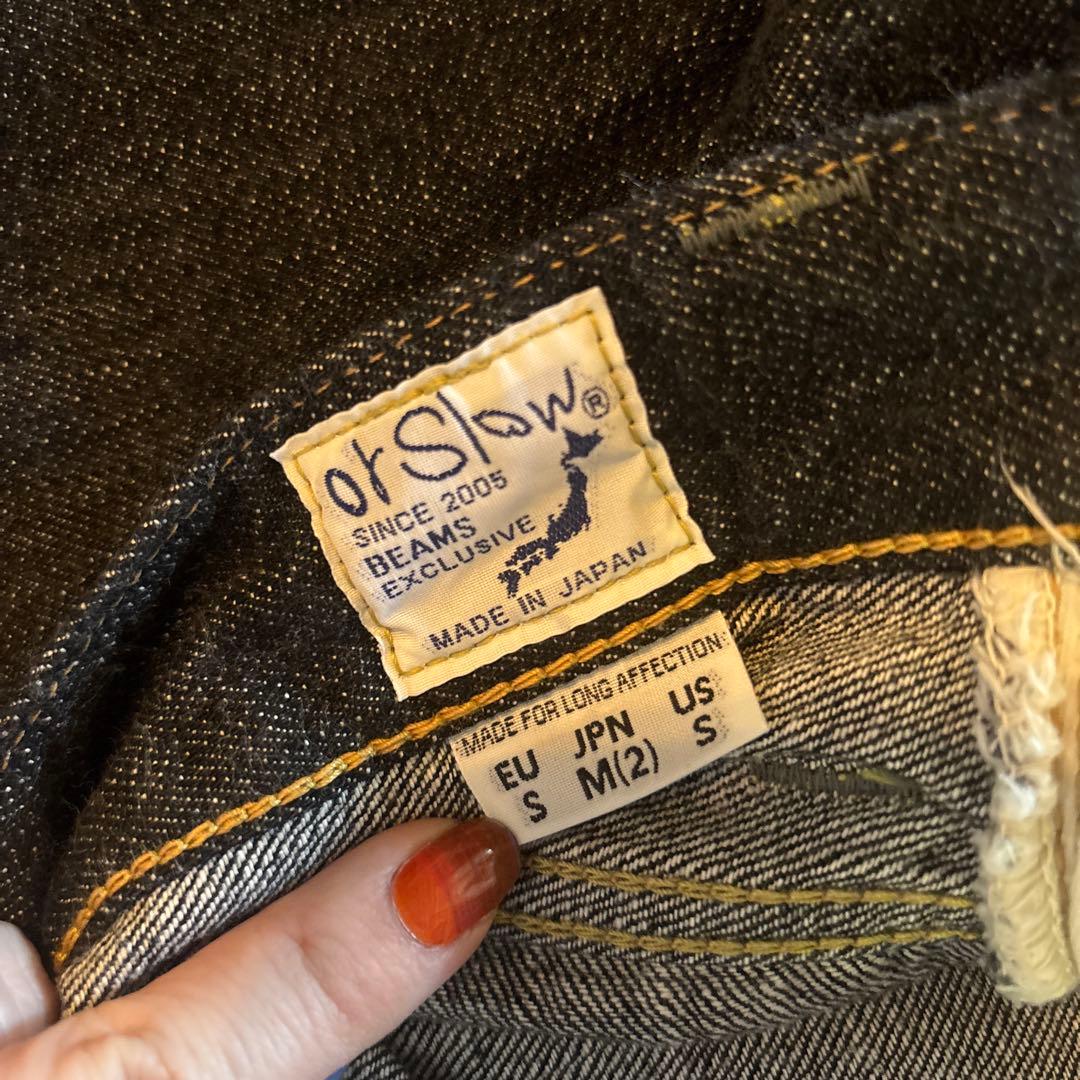 orSlow®
SINCE 2005
BEAMS
EXCLUSIVE
MADE IN JAPAN
MADE FOR LONG AFFECTION
EU JPN US
S M(2) S